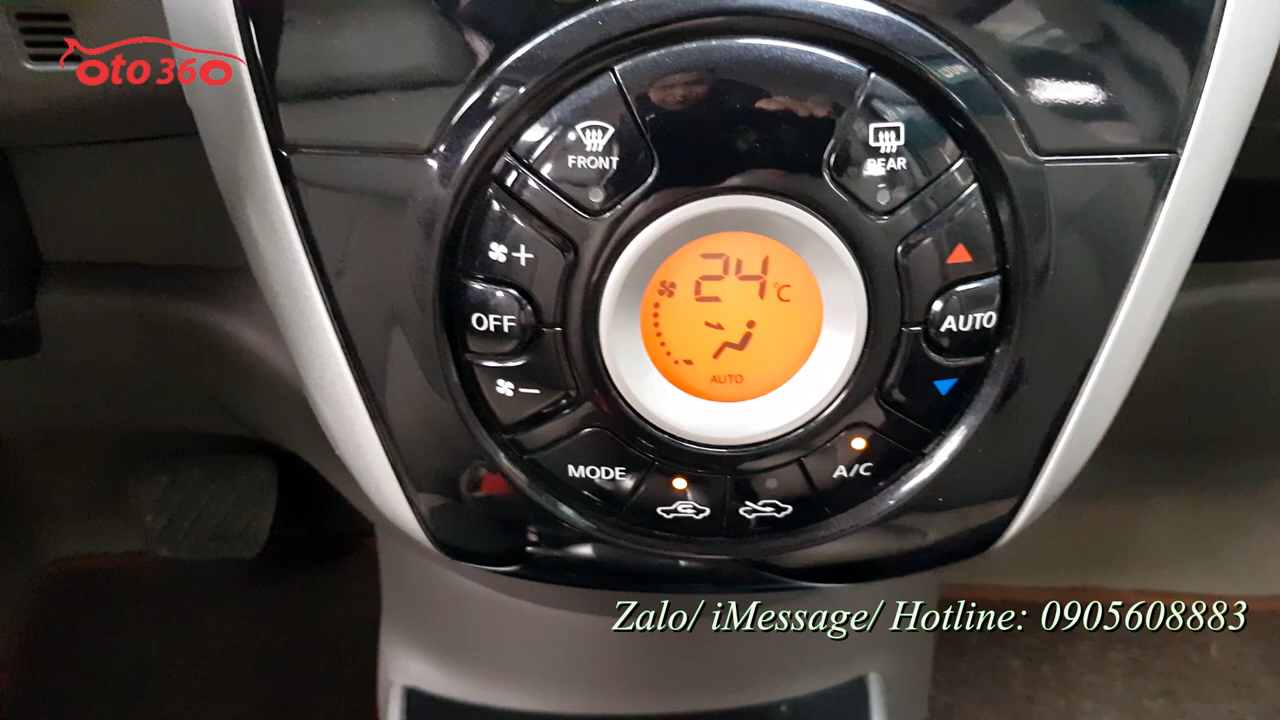 oto360
FRONT
REAR
+
24°C
OFF
AUTO
AUTO
MODE
A/C
Zalo/ iMessage/ Hotline: 0905608883